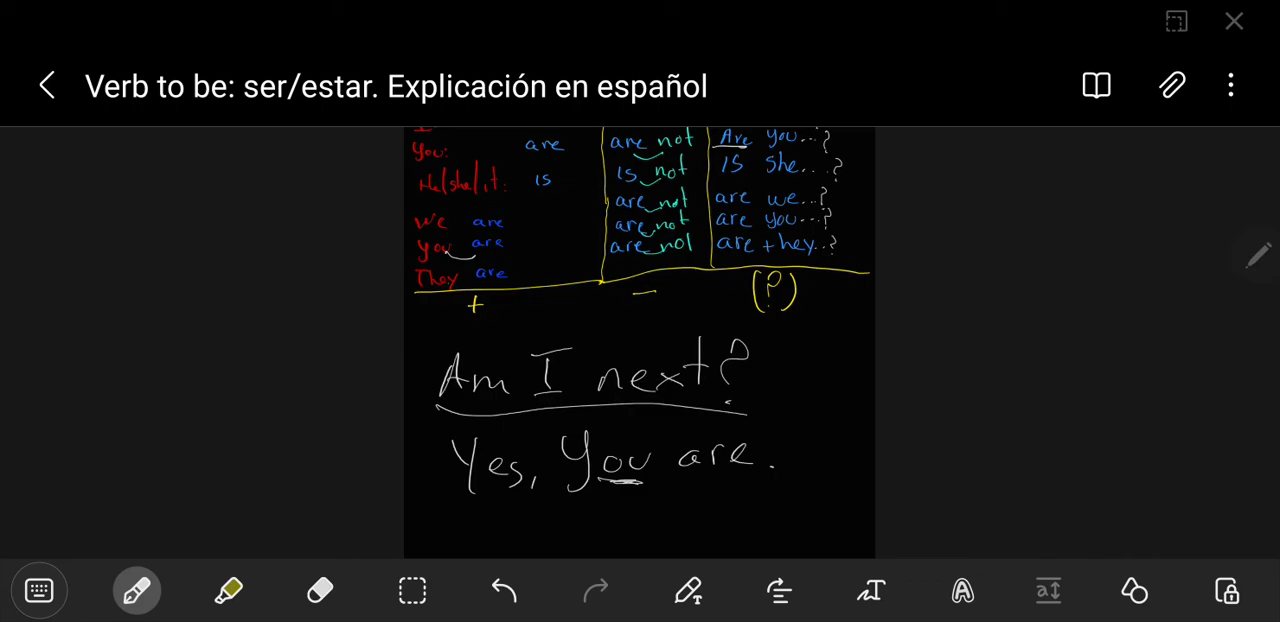 Verb to be: ser/estar. Explicación en español
You: are are not Are you...?
He/she/it: is is not is she...?
We are are not are we...?
You are are not are you...?
They are are not are they..?
+ - (?)
Am I next?
Yes, you are.